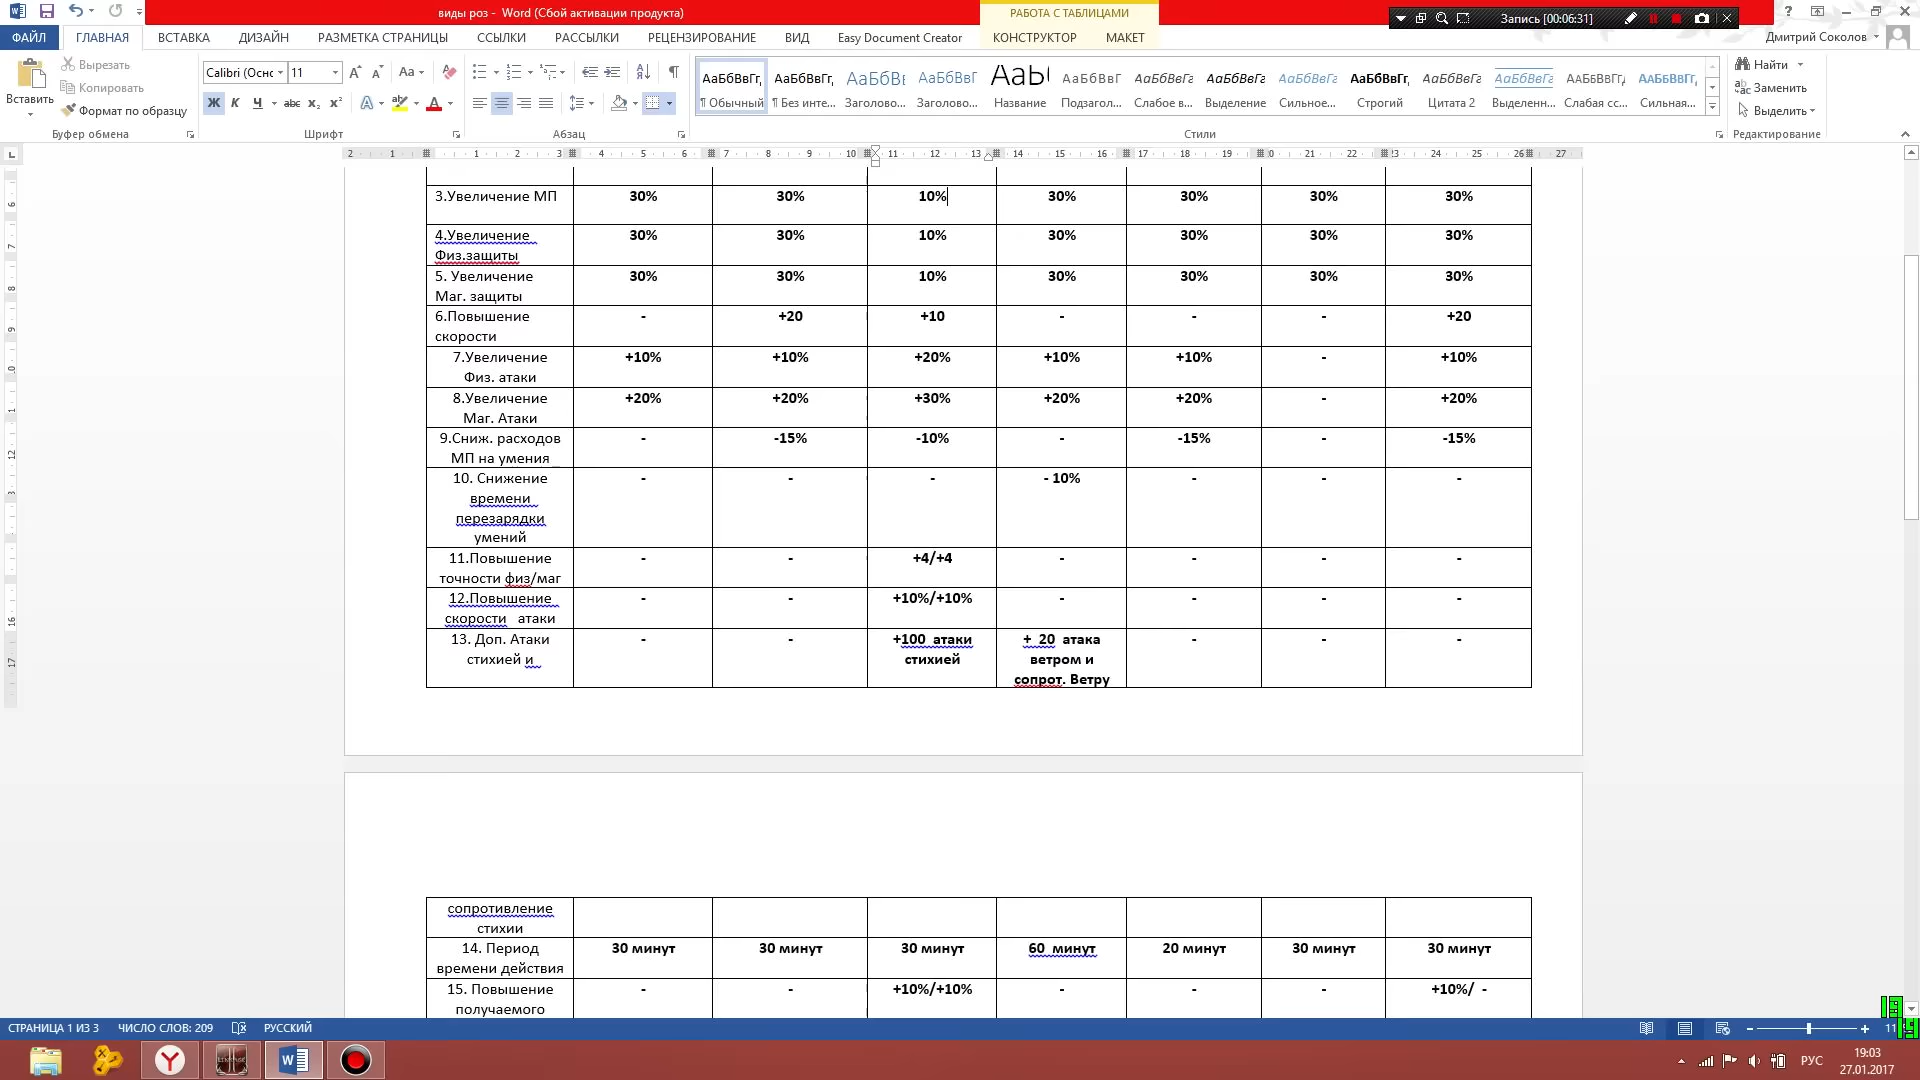 виды роз - Word (Сбой активации продукта)
РАБОТА С ТАБЛИЦАМИ
Запись [00:06:31]
ФАЙЛ ГЛАВНАЯ ВСТАВКА ДИЗАЙН РАЗМЕТКА СТРАНИЦЫ ССЫЛКИ РАССЫЛКИ РЕЦЕНЗИРОВАНИЕ ВИД Easy Document Creator КОНСТРУКТОР МАКЕТ Дмитрий Соколов
Вставить
Вырезать
Копировать
Формат по образцу
Буфер обмена
Calibri (Оснс 11
Ж К Ч abc x₂ x²
Шрифт
Абзац
АаБбВвГг, АаБбВвГг, АаБбВı АаБбВвГ АаЫ АаБбВвГ АаБбВвГг АаБбВвГг АаБбВвГг АаБбВвГг, АаБбВвГг АаБбВвГг АаБбВвГг, АаБбВвГг,
¶ Обычный ¶ Без инте... Заголово... Заголово... Название Подзагол... Слабое в... Выделение Сильное... Строгий Цитата 2 Выделенн... Слабая сс... Сильная...
Стили
Найти
Заменить
Выделить
Редактирование
3.Увеличение МП 30% 30% 10% 30% 30% 30% 30%
4.Увеличение 30% 30% 10% 30% 30% 30% 30%
Физ.защиты
5. Увеличение 30% 30% 10% 30% 30% 30% 30%
Маг. защиты
6.Повышение - +20 +10 - - - +20
скорости
7.Увеличение +10% +10% +20% +10% +10% - +10%
Физ. атаки
8.Увеличение +20% +20% +30% +20% +20% - +20%
Маг. Атаки
9.Сниж. расходов - -15% -10% - -15% - -15%
МП на умения
10. Снижение - - - - 10% - - -
времени
перезарядки
умений
11.Повышение - - +4/+4 - - - -
точности физ/маг
12.Повышение - - +10%/+10% - - - -
скорости атаки
13. Доп. Атаки - - +100 атаки + 20 атака - - -
стихией и стихией ветром и
сопрот. Ветру
сопротивление
стихии
14. Период 30 минут 30 минут 30 минут 60 минут 20 минут 30 минут 30 минут
времени действия
15. Повышение - - +10%/+10% - - - +10%/ -
получаемого
СТРАНИЦА 1 ИЗ 3 ЧИСЛО СЛОВ: 209 РУССКИЙ
РУС
19:03
27.01.2017